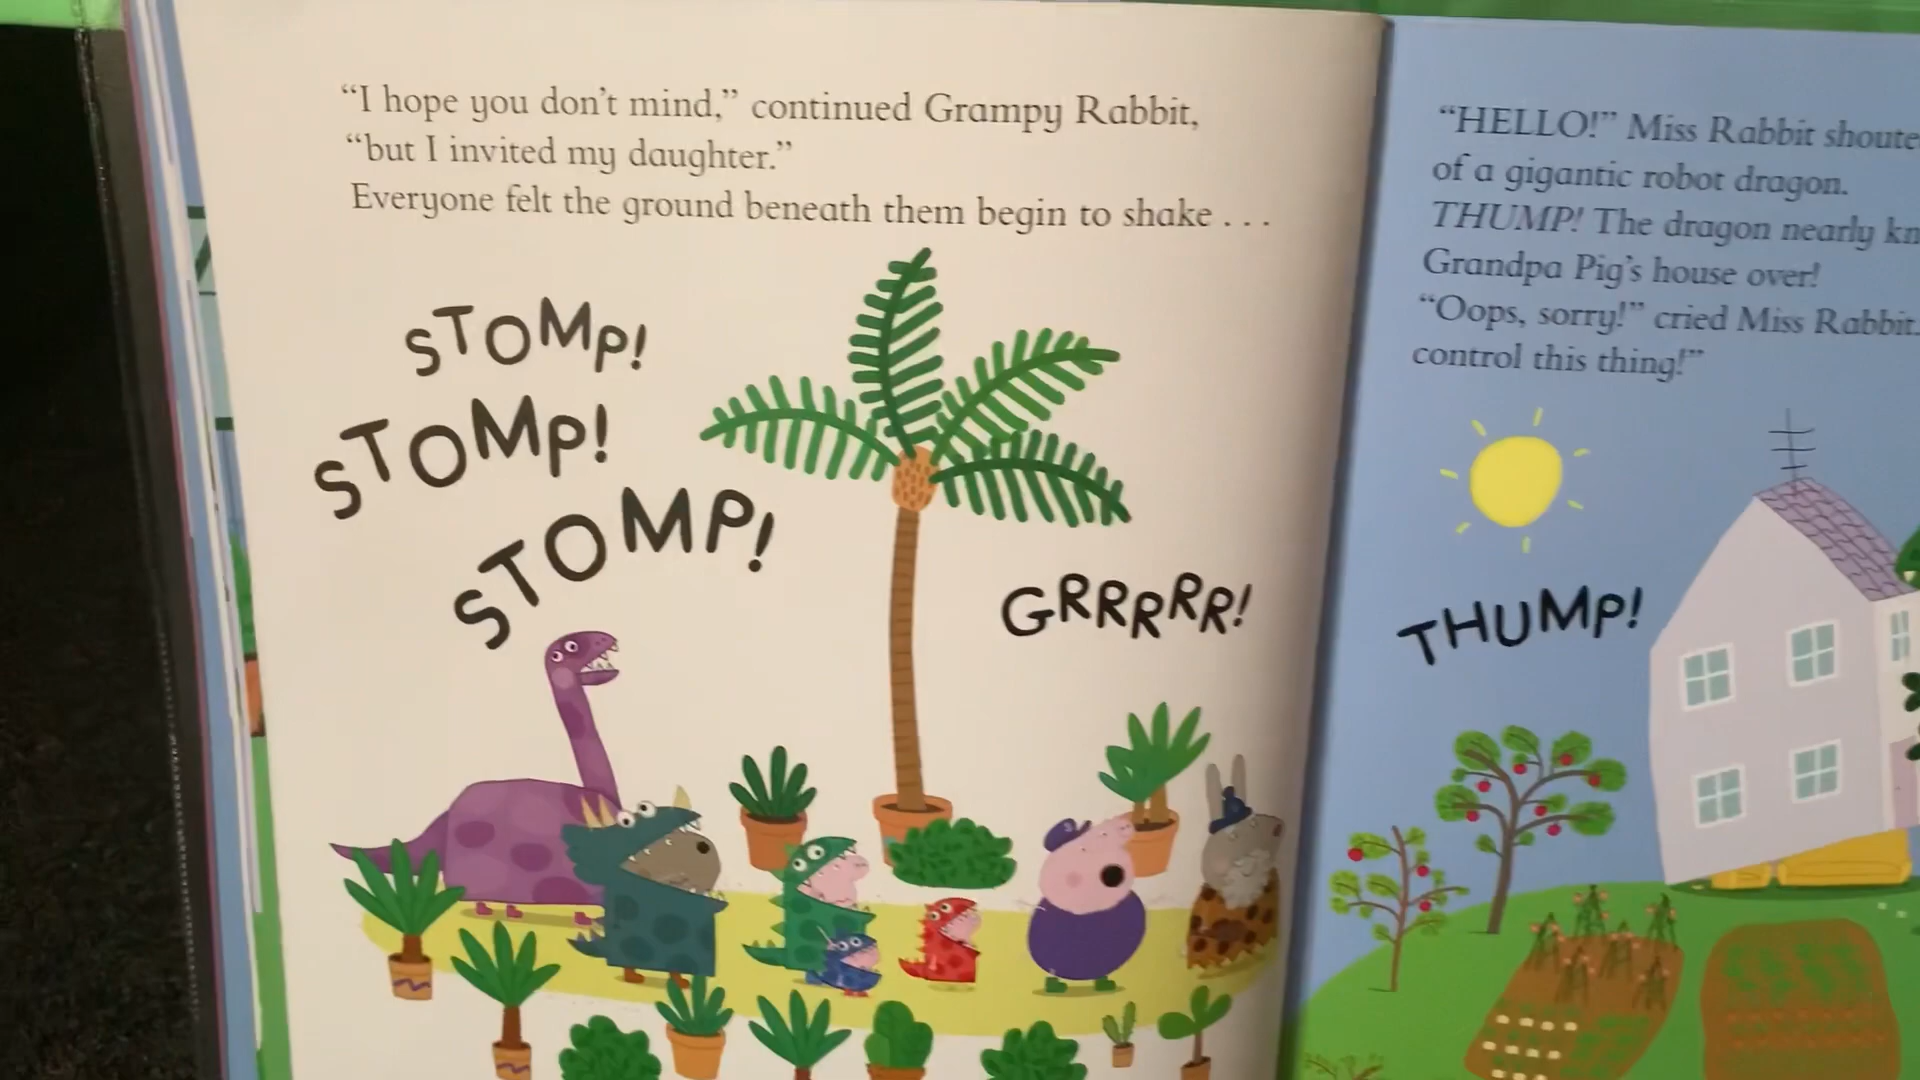 “I hope you don’t mind,” continued Grampy Rabbit,
“but I invited my daughter.”
Everyone felt the ground beneath them begin to shake . . .
STOMP!
STOMP!
STOMP!
GRRRRR!
“HELLO!” Miss Rabbit
of a gigantic robot dragon.
THUMP! The dragon nearly
Grandpa Pig’s house over!
“Oops, sorry!” cried Miss Rabbit.
control this thing!”
THUMP!